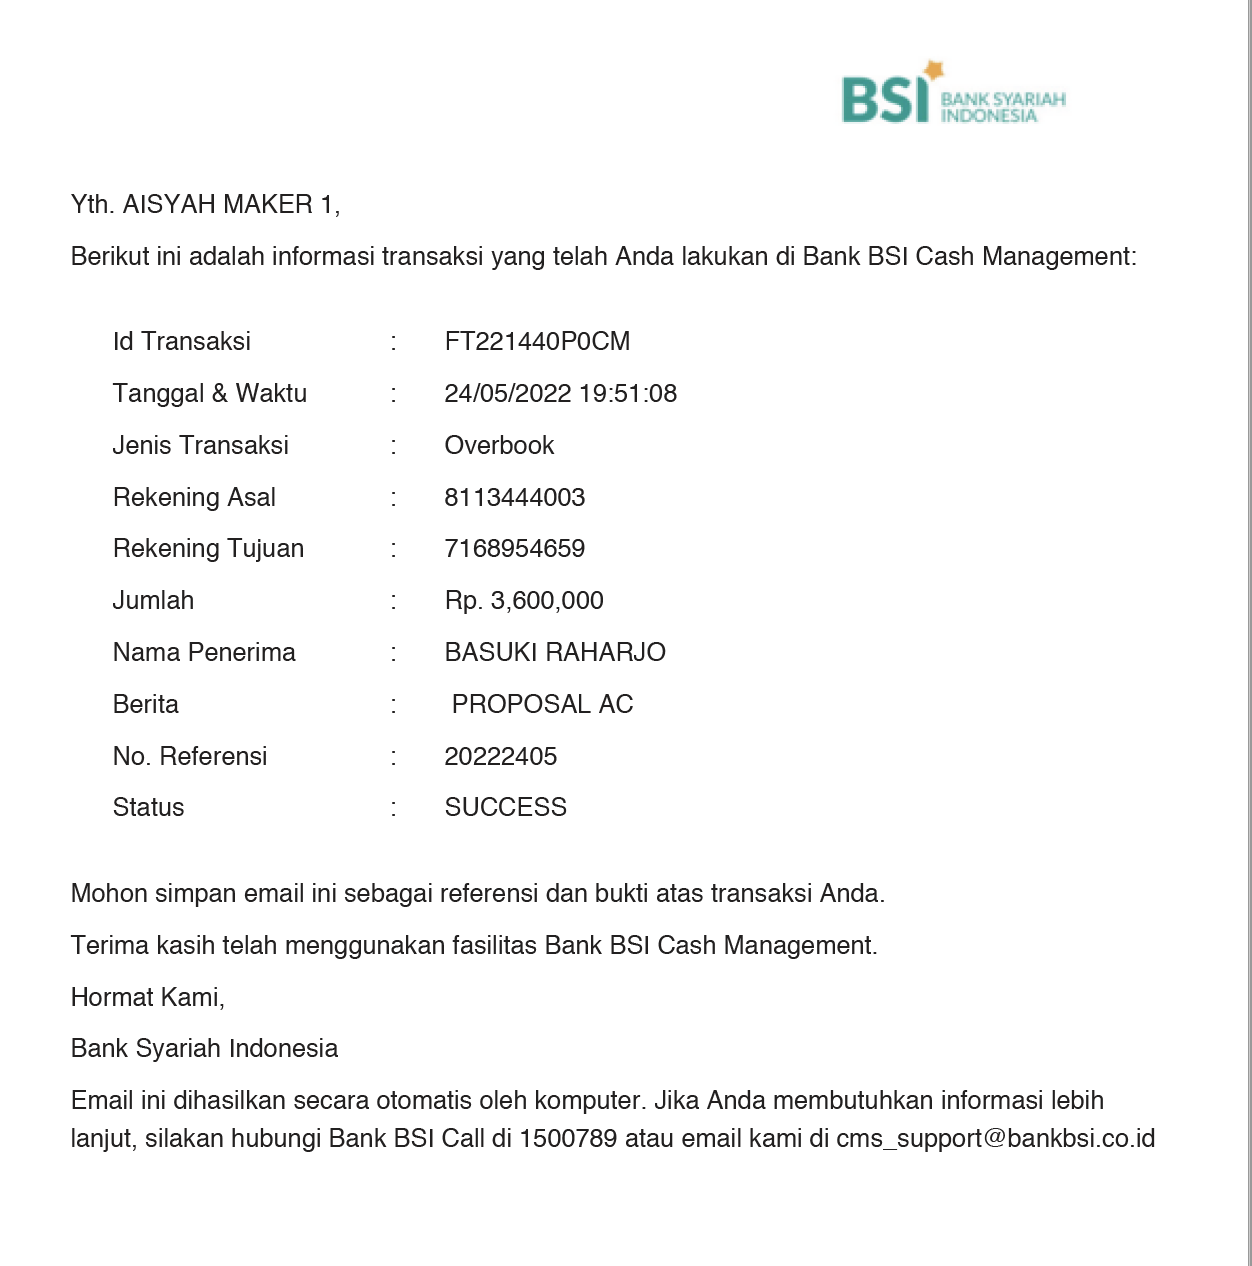 BSI BANK SYARIAH
INDONESIA
Yth. AISYAH MAKER 1,
Berikut ini adalah informasi transaksi yang telah Anda lakukan di Bank BSI Cash Management:
Id Transaksi : FT221440P0CM
Tanggal & Waktu : 24/05/2022 19:51:08
Jenis Transaksi : Overbook
Rekening Asal : 8113444003
Rekening Tujuan : 7168954659
Jumlah : Rp. 3,600,000
Nama Penerima : BASUKI RAHARJO
Berita : PROPOSAL AC
No. Referensi : 20222405
Status : SUCCESS
Mohon simpan email ini sebagai referensi dan bukti atas transaksi Anda.
Terima kasih telah menggunakan fasilitas Bank BSI Cash Management.
Hormat Kami,
Bank Syariah Indonesia
Email ini dihasilkan secara otomatis oleh komputer. Jika Anda membutuhkan informasi lebih
lanjut, silakan hubungi Bank BSI Call di 1500789 atau email kami di cms_support@bankbsi.co.id